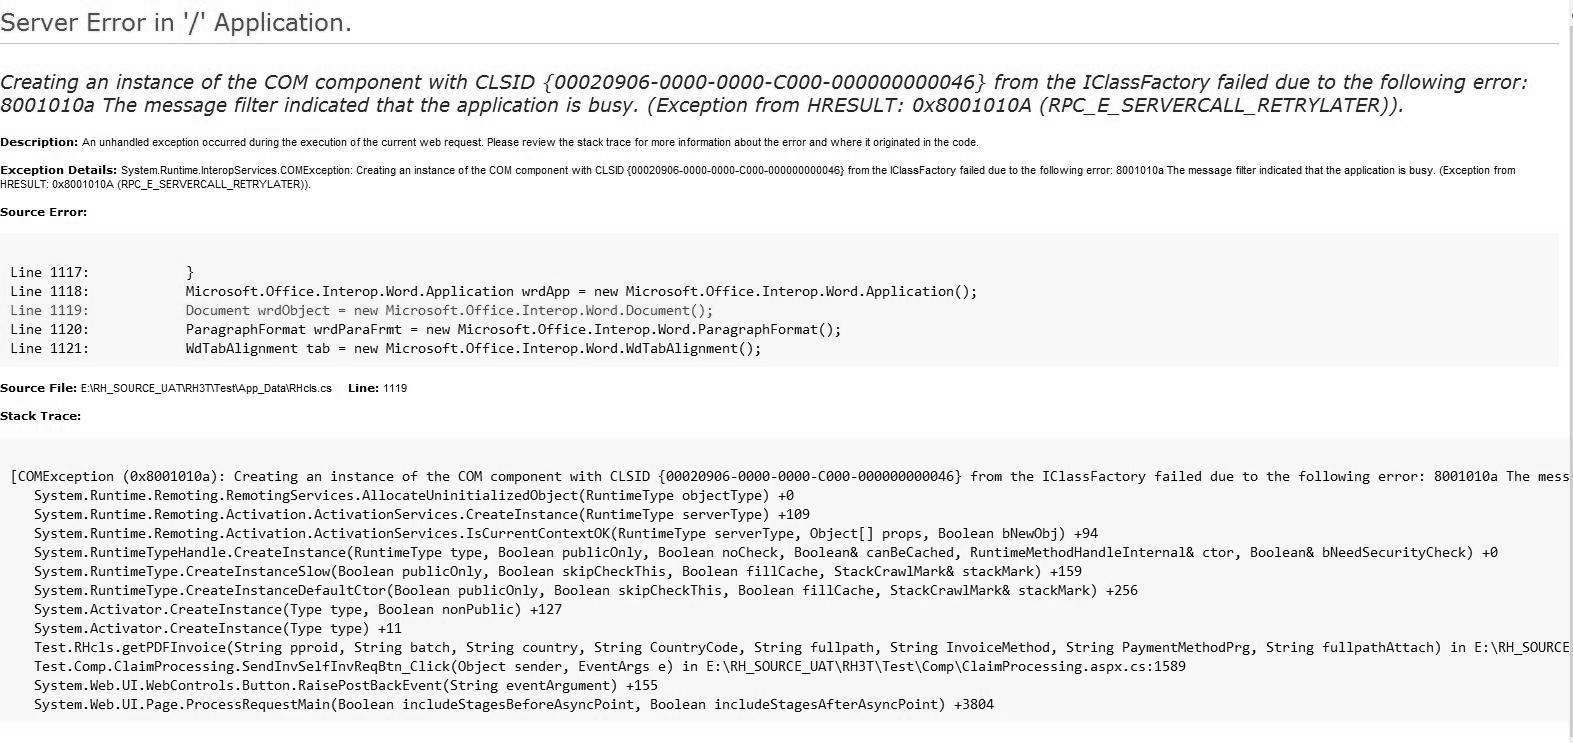 Server Error in '/' Application.
Creating an instance of the COM component with CLSID {00020906-0000-0000-C000-000000000046} from the IClassFactory failed due to the following error:
8001010a The message filter indicated that the application is busy. (Exception from HRESULT: 0x8001010A (RPC_E_SERVERCALL_RETRYLATER)).
Description: An unhandled exception occurred during the execution of the current web request. Please review the stack trace for more information about the error and where it originated in the code.
Exception Details: System.Runtime.InteropServices.COMException: Creating an instance of the COM component with CLSID {00020906-0000-0000-C000-000000000046} from the IClassFactory failed due to the following error: 8001010a The message filter indicated that the application is busy. (Exception from
HRESULT: 0x8001010A (RPC_E_SERVERCALL_RETRYLATER)).
Source Error:
Line 1117:            }
Line 1118:            Microsoft.Office.Interop.Word.Application wrdApp = new Microsoft.Office.Interop.Word.Application();
Line 1119:            Document wrdObject = new Microsoft.Office.Interop.Word.Document();
Line 1120:            ParagraphFormat wrdParaFrmt = new Microsoft.Office.Interop.Word.ParagraphFormat();
Line 1121:            WdTabAlignment tab = new Microsoft.Office.Interop.Word.WdTabAlignment();
Source File: E:\RH_SOURCE_UAT\RH3T\Test\App_Data\RHcls.cs    Line: 1119
Stack Trace:
[COMException (0x8001010a): Creating an instance of the COM component with CLSID {00020906-0000-0000-C000-000000000046} from the IClassFactory failed due to the following error: 8001010a The mess
   System.Runtime.Remoting.RemotingServices.AllocateUninitializedObject(RuntimeType objectType) +0
   System.Runtime.Remoting.Activation.ActivationServices.CreateInstance(RuntimeType serverType) +109
   System.Runtime.Remoting.Activation.ActivationServices.IsCurrentContextOK(RuntimeType serverType, Object[] props, Boolean bNewObj) +94
   System.RuntimeTypeHandle.CreateInstance(RuntimeType type, Boolean publicOnly, Boolean noCheck, Boolean& canBeCached, RuntimeMethodHandleInternal& ctor, Boolean& bNeedSecurityCheck) +0
   System.RuntimeType.CreateInstanceSlow(Boolean publicOnly, Boolean skipCheckThis, Boolean fillCache, StackCrawlMark& stackMark) +159
   System.RuntimeType.CreateInstanceDefaultCtor(Boolean publicOnly, Boolean skipCheckThis, Boolean fillCache, StackCrawlMark& stackMark) +256
   System.Activator.CreateInstance(Type type, Boolean nonPublic) +127
   System.Activator.CreateInstance(Type type) +11
   Test.RHcls.getPDFInvoice(String pproid, String batch, String country, String CountryCode, String fullpath, String InvoiceMethod, String PaymentMethodPrg, String fullpathAttach) in E:\RH_SOURCE
   Test.Comp.ClaimProcessing.SendInvSelfInvReqBtn_Click(Object sender, EventArgs e) in E:\RH_SOURCE_UAT\RH3T\Test\Comp\ClaimProcessing.aspx.cs:1589
   System.Web.UI.WebControls.Button.RaisePostBackEvent(String eventArgument) +155
   System.Web.UI.Page.ProcessRequestMain(Boolean includeStagesBeforeAsyncPoint, Boolean includeStagesAfterAsyncPoint) +3804